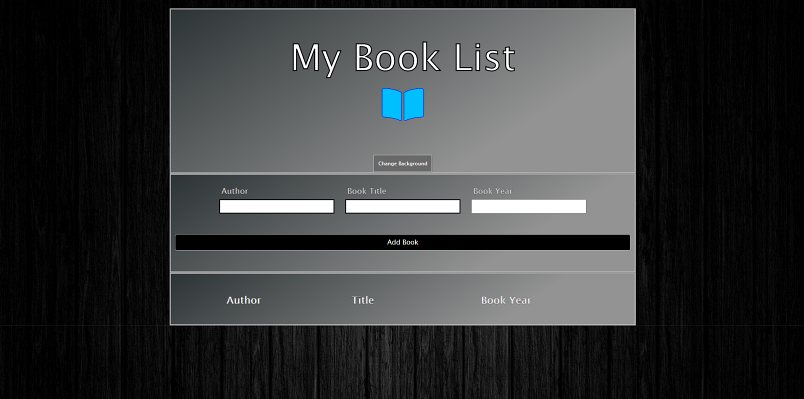 My Book List
Change Background
Author Book Title Book Year
Add Book
Author Title Book Year